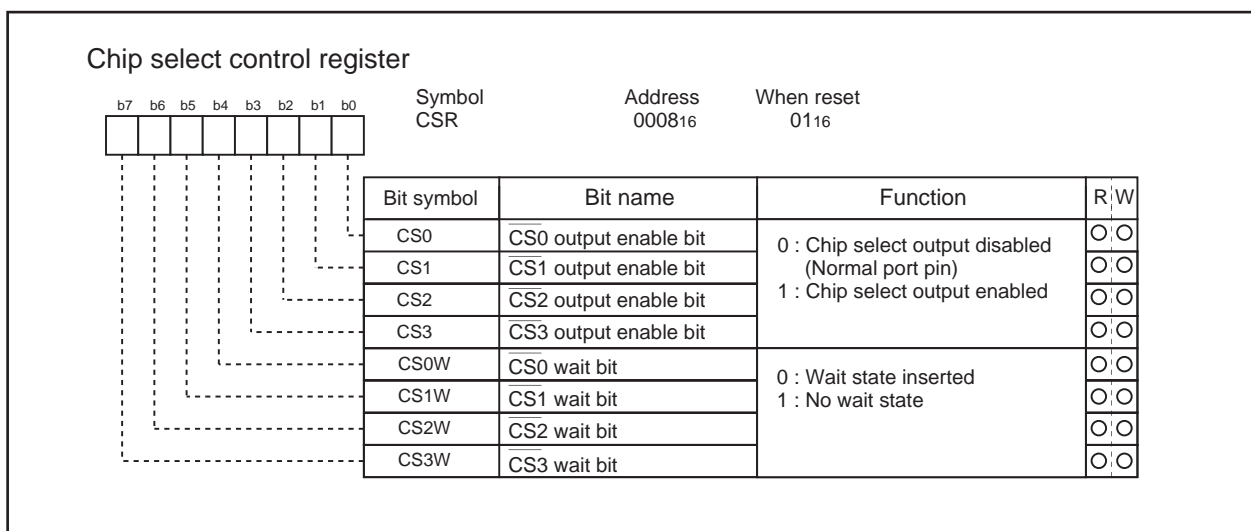 Chip select control register
b7 b6 b5 b4 b3 b2 b1 b0
Symbol Address When reset
CSR 000816 0116
Bit symbol Bit name Function R W
CS0 CS0 output enable bit
CS1 CS1 output enable bit
CS2 CS2 output enable bit
CS3 CS3 output enable bit
0 : Chip select output disabled
(Normal port pin)
1 : Chip select output enabled
CS0W CS0 wait bit
CS1W CS1 wait bit
CS2W CS2 wait bit
CS3W CS3 wait bit
0 : Wait state inserted
1 : No wait state